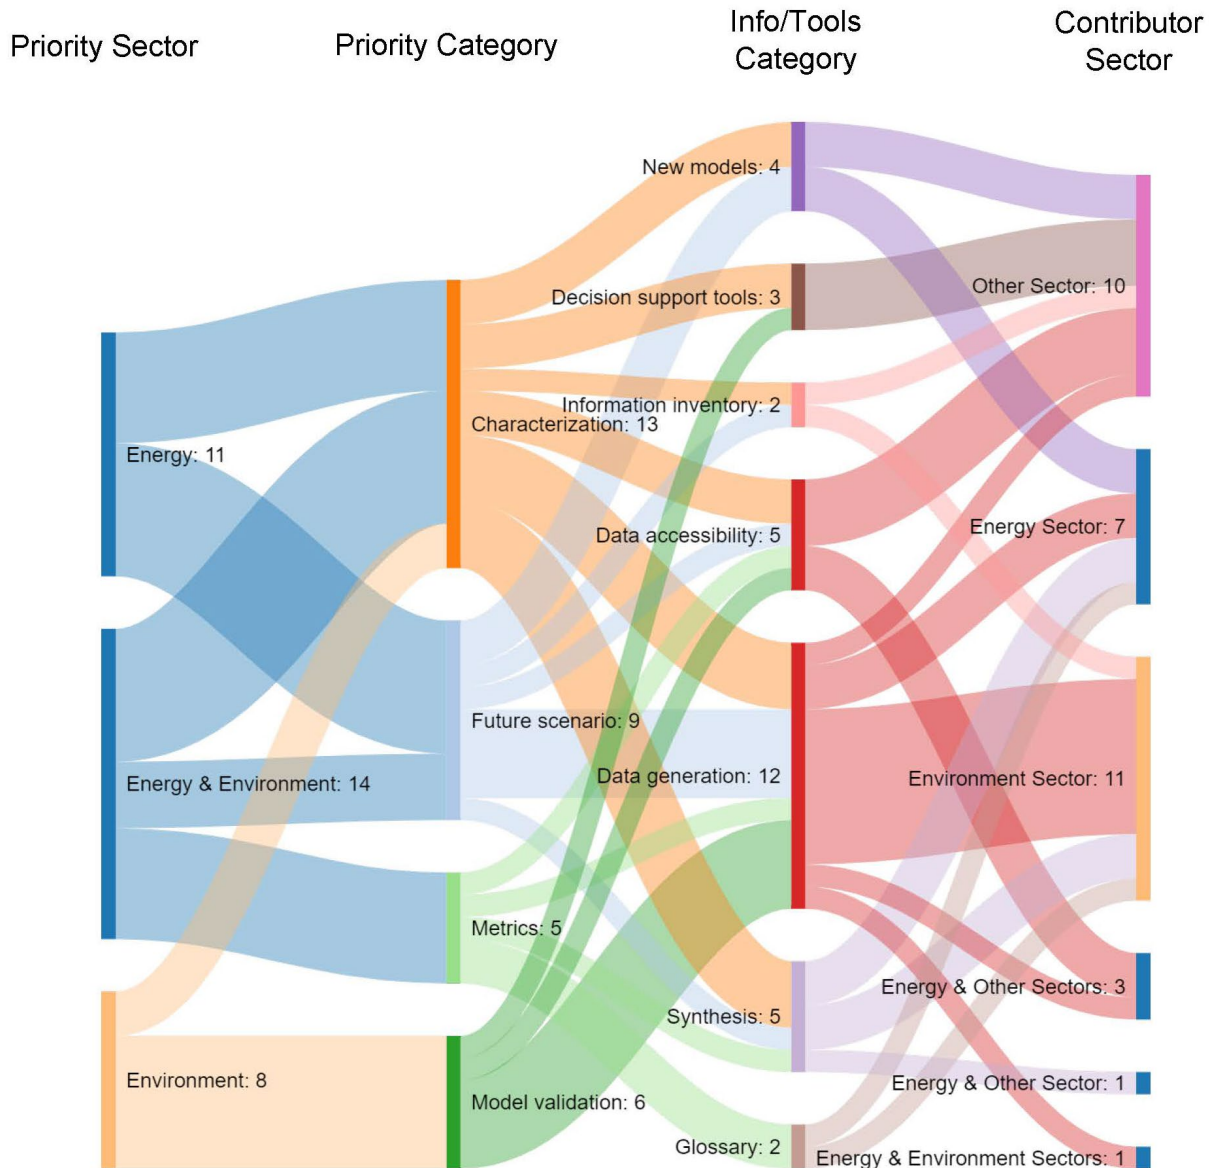 Priority Sector
Priority Category
Info/Tools
Category
Contributor
Sector
New models: 4
Other Sector: 10
Decision support tools: 3
Information inventory: 2
Characterization: 13
Energy: 11
Energy Sector: 7
Data accessibility: 5
Future scenario: 9
Data generation: 12
Environment Sector: 11
Energy & Environment: 14
Metrics: 5
Energy & Other Sectors: 3
Synthesis: 5
Environment: 8
Energy & Other Sector: 1
Model validation: 6
Glossary: 2
Energy & Environment Sectors: 1